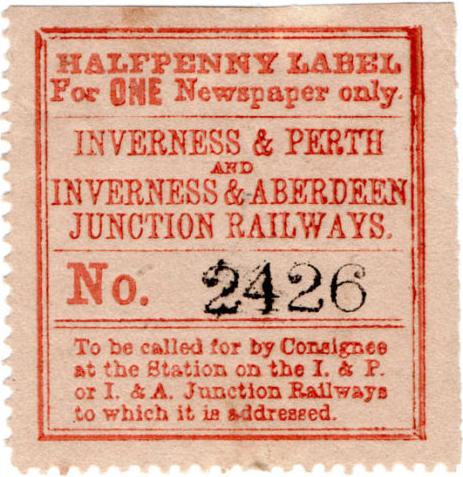 HALFPENNY LABEL
For ONE Newspaper only.
INVERNESS & PERTH
AND
INVERNESS & ABERDEEN
JUNCTION RAILWAYS.
No. 2426
To be called for by Consignee
at the Station on the I. & P.
or I. & A. Junction Railways
to which it is addressed.